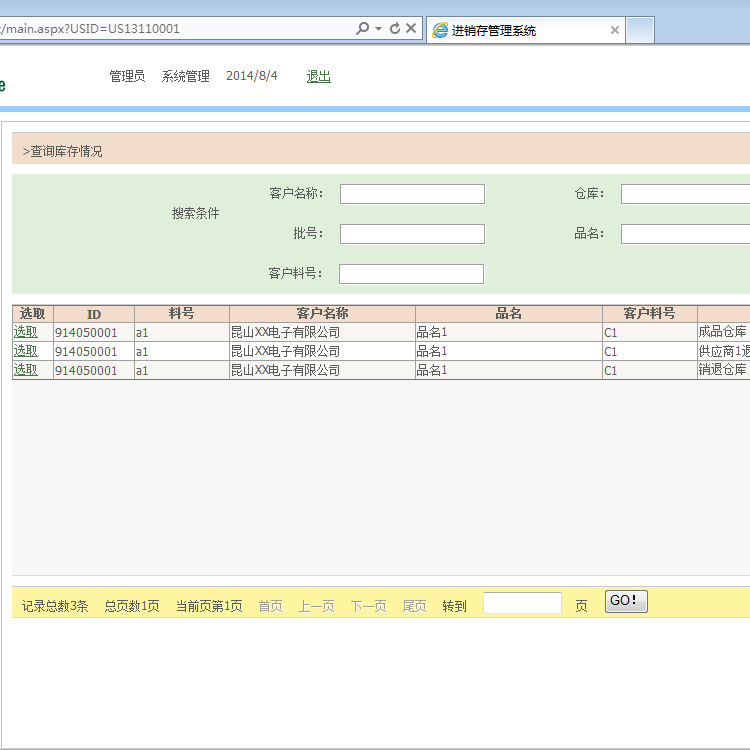 /main.aspx?USID=US13110001 进销存管理系统
e
管理员 系统管理 2014/8/4 退出
>查询库存情况
搜索条件
客户名称： 仓库：
批号： 品名：
客户料号：
选取 ID 料号 客户名称 品名 客户料号
选取 914050001 a1 昆山XX电子有限公司 品名1 C1 成品仓库
选取 914050001 a1 昆山XX电子有限公司 品名1 C1 供应商1退
选取 914050001 a1 昆山XX电子有限公司 品名1 C1 销退仓库
记录总数3条 总页数1页 当前页第1页 首页 上一页 下一页 尾页 转到 页 GO!